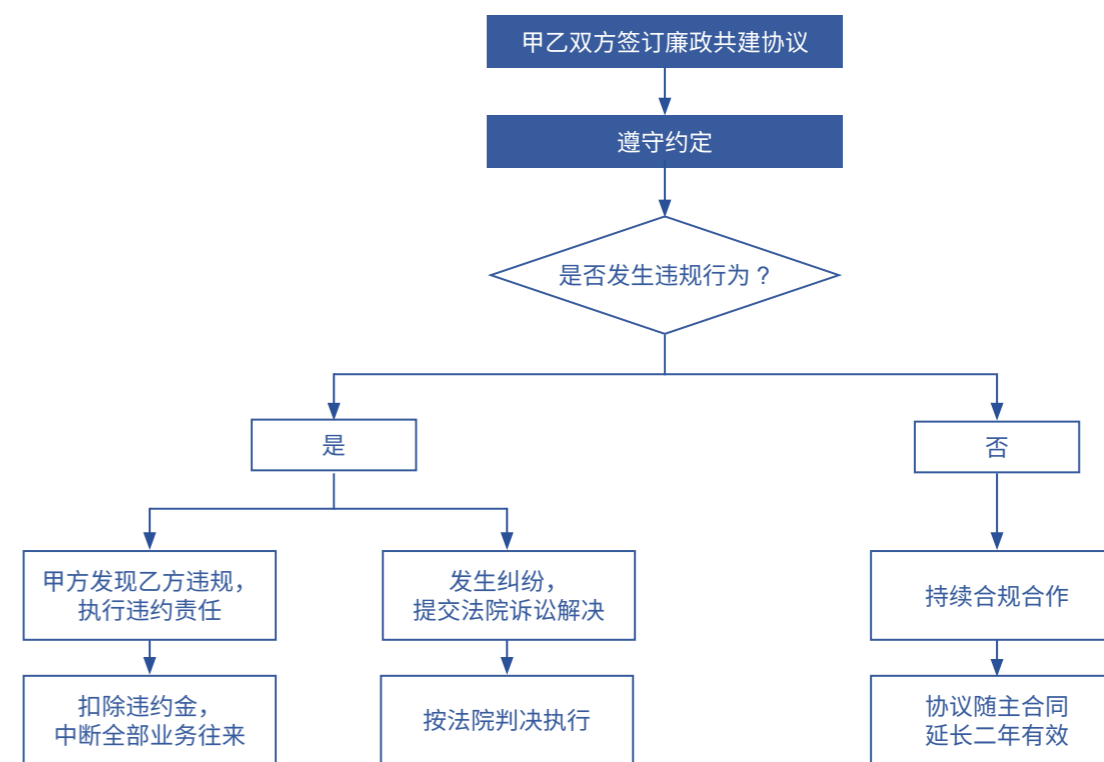 甲乙双方签订廉政共建协议
遵守约定
是否发生违规行为?
是
否
甲方发现乙方违规，
执行违约责任
发生纠纷，
提交法院诉讼解决
持续合规合作
扣除违约金，
中断全部业务往来
按法院判决执行
协议随主合同
延长二年有效